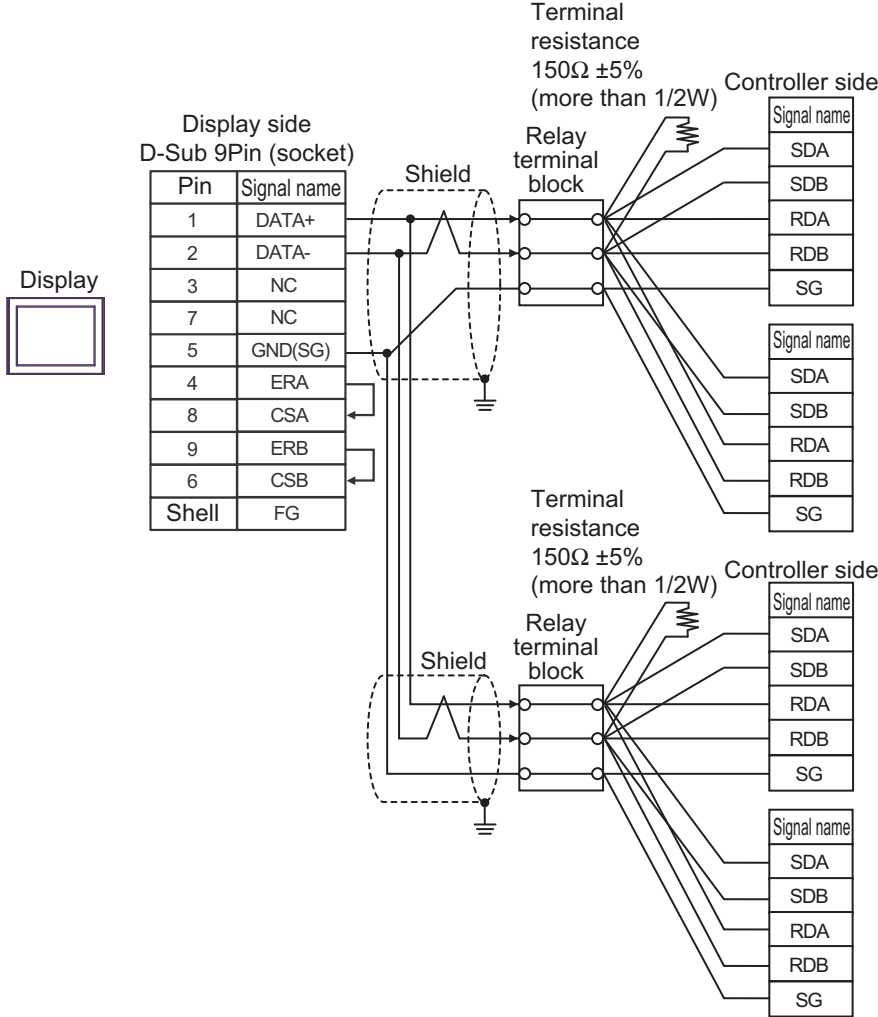 Terminal
resistance
150Ω ±5%
(more than 1/2W)
Controller side
Signal name
SDA
SDB
RDA
RDB
SG
Signal name
SDA
SDB
RDA
RDB
SG
Relay
terminal
block
Shield
Display side
D-Sub 9Pin (socket)
Pin Signal name
1 DATA+
2 DATA-
3 NC
7 NC
5 GND(SG)
4 ERA
8 CSA
9 ERB
6 CSB
Shell FG
Display
Terminal
resistance
150Ω ±5%
(more than 1/2W)
Controller side
Signal name
SDA
SDB
RDA
RDB
SG
Signal name
SDA
SDB
RDA
RDB
SG
Relay
terminal
block
Shield